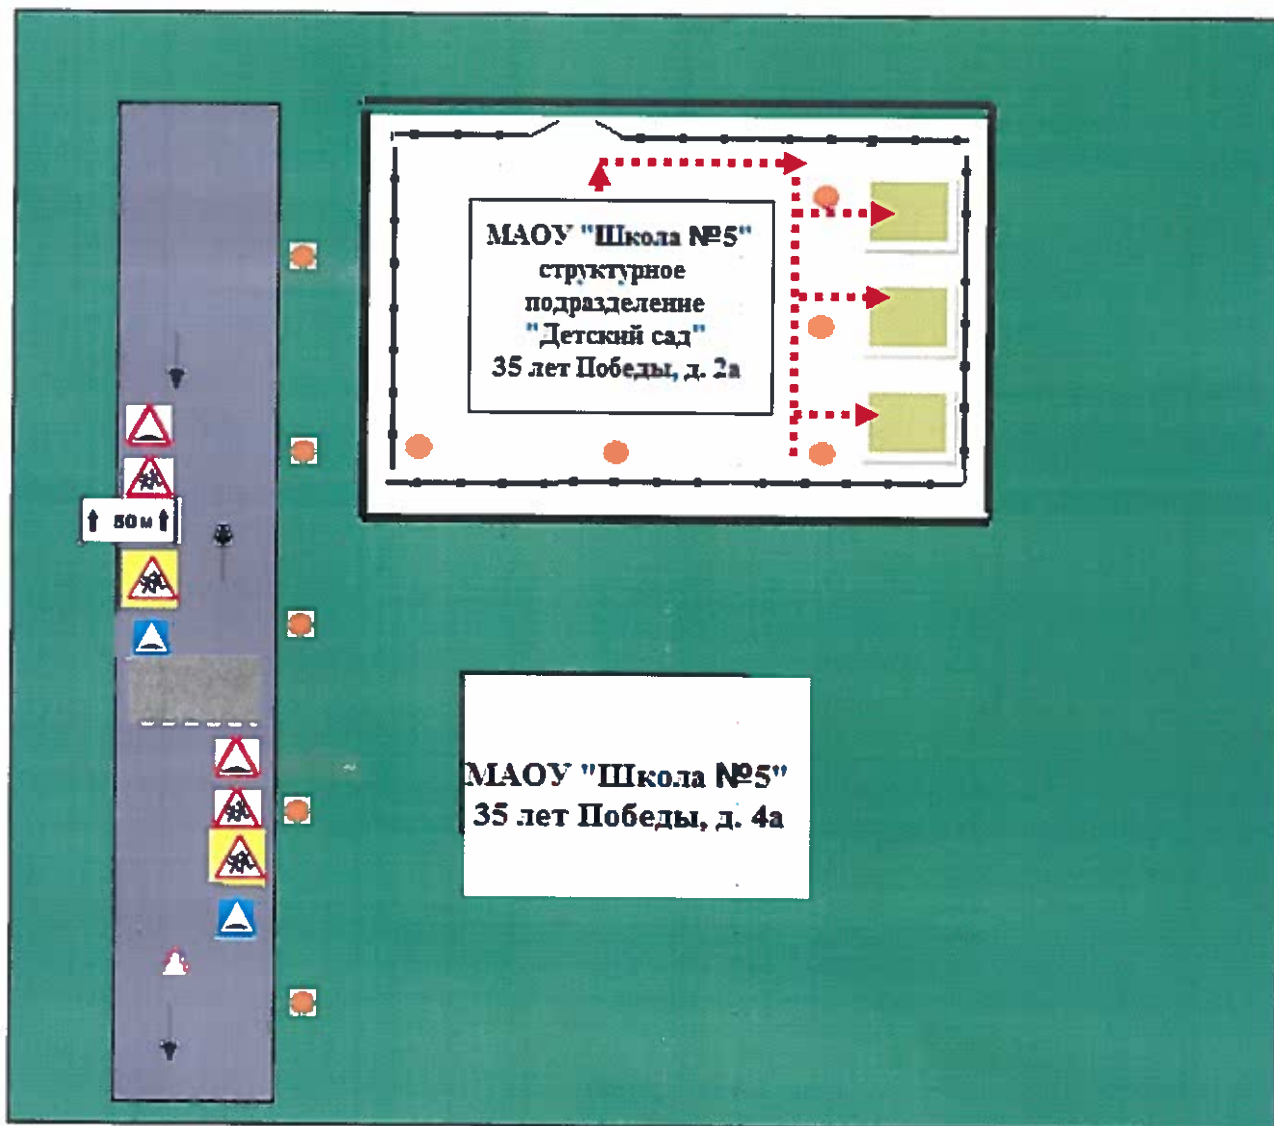 МАОУ "Школа №5"
структурное
подразделение
"Детский сад"
35 лет Победы, д. 2а
50 м
МАОУ "Школа №5"
35 лет Победы, д. 4а